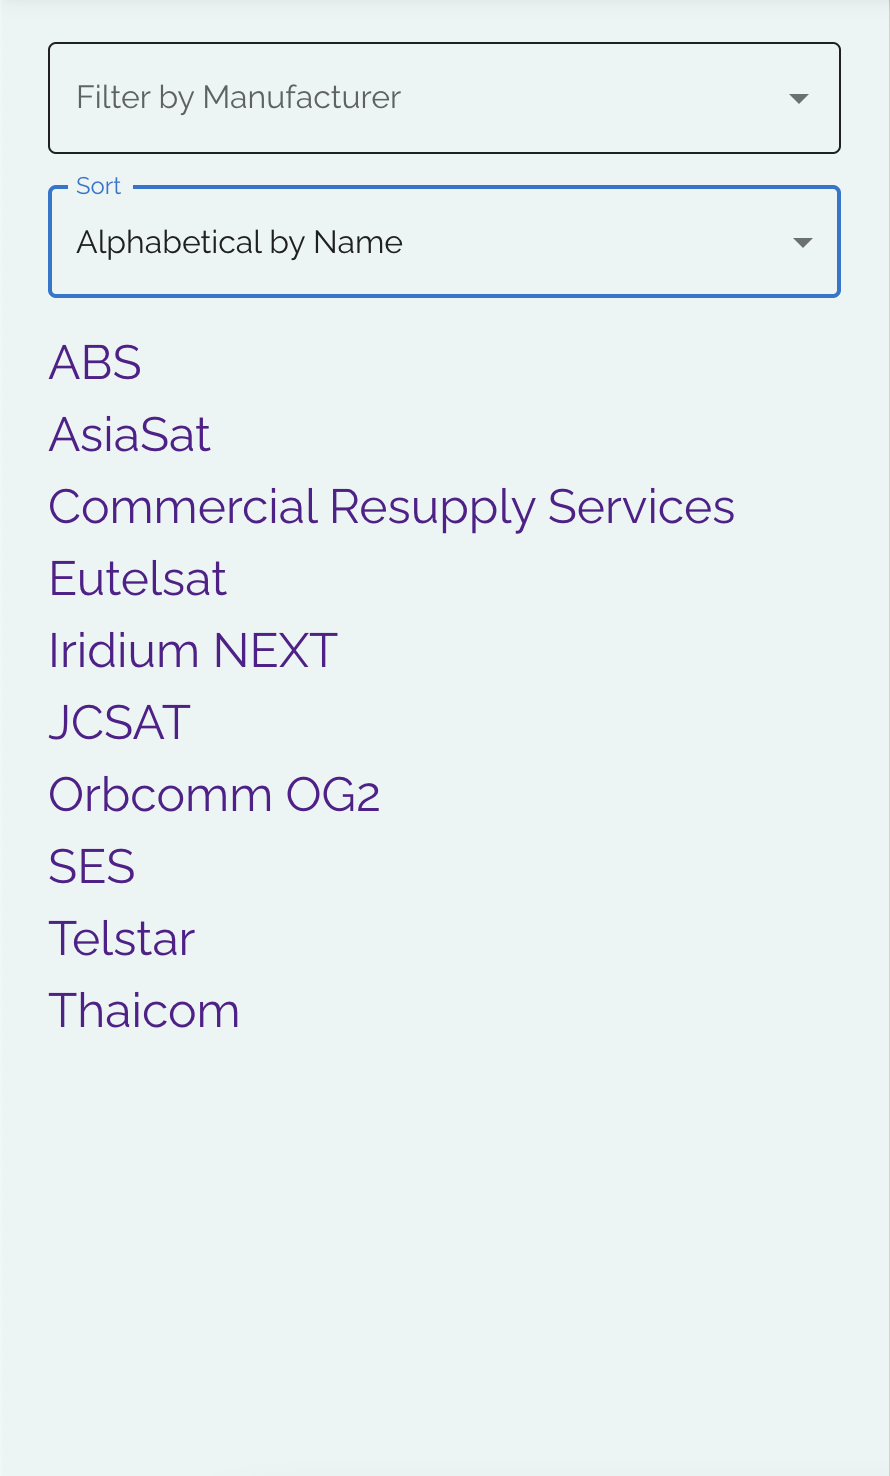 Filter by Manufacturer
Sort
Alphabetical by Name
ABS
AsiaSat
Commercial Resupply Services
Eutelsat
Iridium NEXT
JCSAT
Orbcomm OG2
SES
Telstar
Thaicom